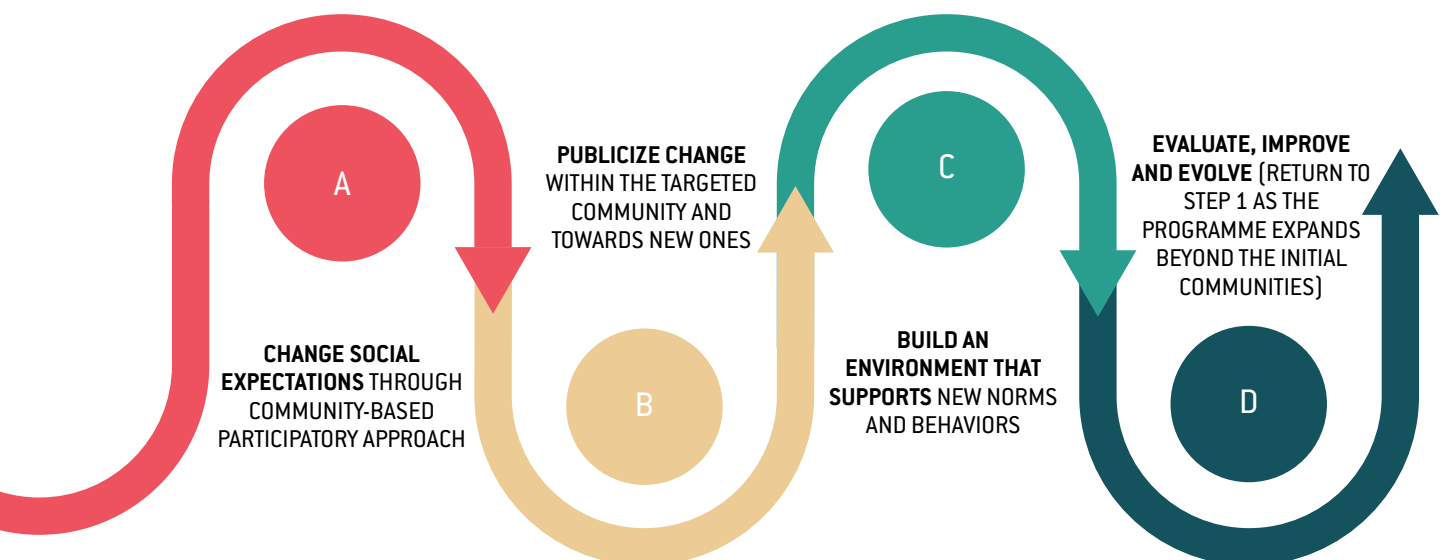 A
CHANGE SOCIAL
EXPECTATIONS THROUGH
COMMUNITY-BASED
PARTICIPATORY APPROACH
PUBLICIZE CHANGE
WITHIN THE TARGETED
COMMUNITY AND
TOWARDS NEW ONES
B
C
BUILD AN
ENVIRONMENT THAT
SUPPORTS NEW NORMS
AND BEHAVIORS
EVALUATE, IMPROVE
AND EVOLVE (RETURN TO
STEP 1 AS THE
PROGRAMME EXPANDS
BEYOND THE INITIAL
COMMUNITIES)
D